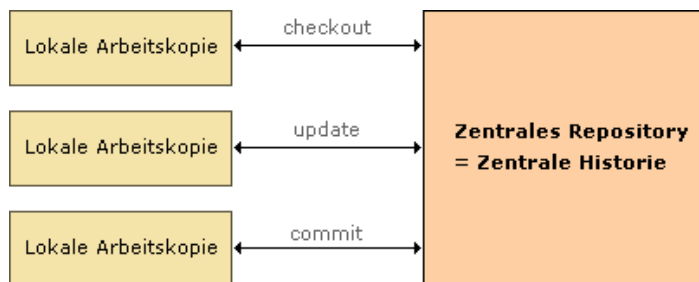 Lokale Arbeitskopie
checkout
Lokale Arbeitskopie
update
Zentrales Repository
= Zentrale Historie
Lokale Arbeitskopie
commit